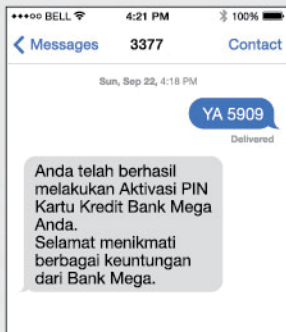 BELL 4:21 PM 100%
Messages 3377 Contact
Sun, Sep 22, 4:18 PM
YA 5909
Delivered
Anda telah berhasil
melakukan Aktivasi PIN
Kartu Kredit Bank Mega
Anda.
Selamat menikmati
berbagai keuntungan
dari Bank Mega.